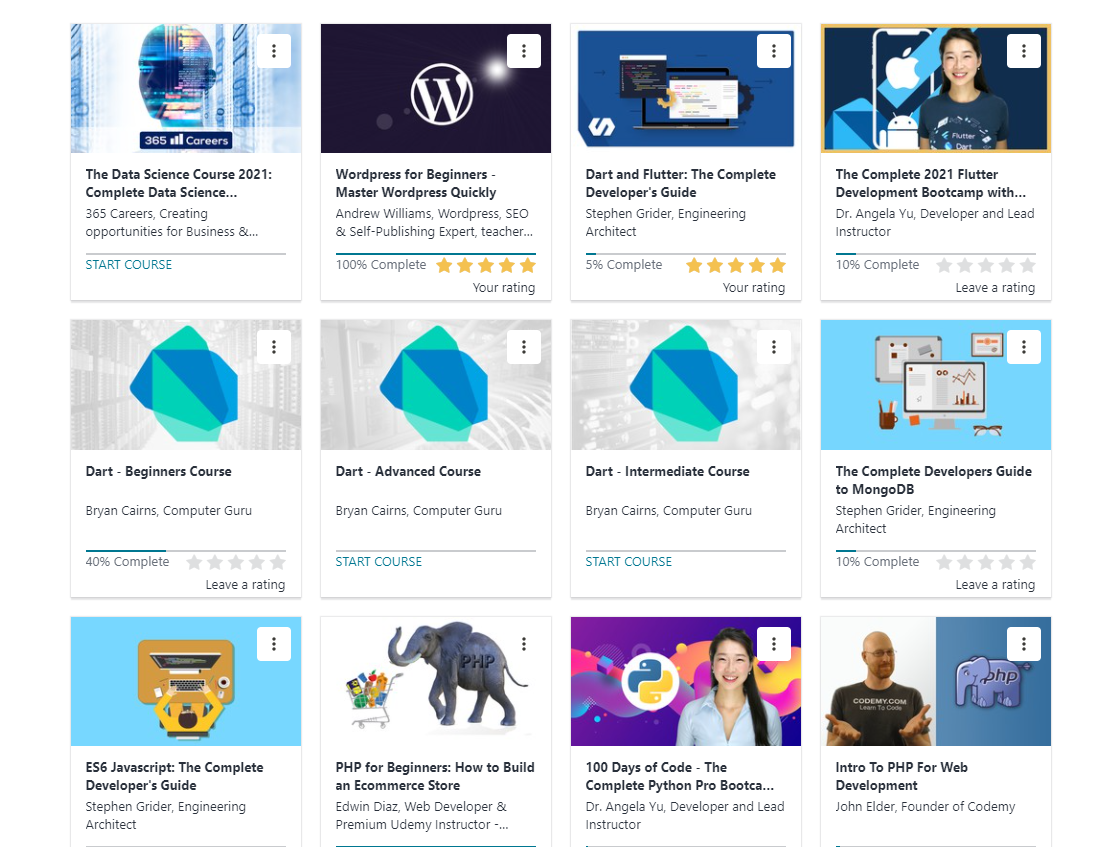 365 Careers
The Data Science Course 2021:
Complete Data Science...
365 Careers, Creating
opportunities for Business &...
START COURSE
Wordpress for Beginners -
Master Wordpress Quickly
Andrew Williams, Wordpress, SEO
& Self-Publishing Expert, teacher...
100% Complete
Your rating
Dart and Flutter: The Complete
Developer's Guide
Stephen Grider, Engineering
Architect
5% Complete
Your rating
Flutter
Dart
The Complete 2021 Flutter
Development Bootcamp with...
Dr. Angela Yu, Developer and Lead
Instructor
10% Complete
Leave a rating
Dart - Beginners Course
Bryan Cairns, Computer Guru
40% Complete
Leave a rating
Dart - Advanced Course
Bryan Cairns, Computer Guru
START COURSE
Dart - Intermediate Course
Bryan Cairns, Computer Guru
START COURSE
The Complete Developers Guide
to MongoDB
Stephen Grider, Engineering
Architect
10% Complete
Leave a rating
ES6 Javascript: The Complete
Developer's Guide
Stephen Grider, Engineering
Architect
PHP
PHP for Beginners: How to Build
an Ecommerce Store
Edwin Diaz, Web Developer &
Premium Udemy Instructor -...
100 Days of Code - The
Complete Python Pro Bootca...
Dr. Angela Yu, Developer and Lead
Instructor
CODEMY.COM
Learn To Code
php
Intro To PHP For Web
Development
John Elder, Founder of Codemy